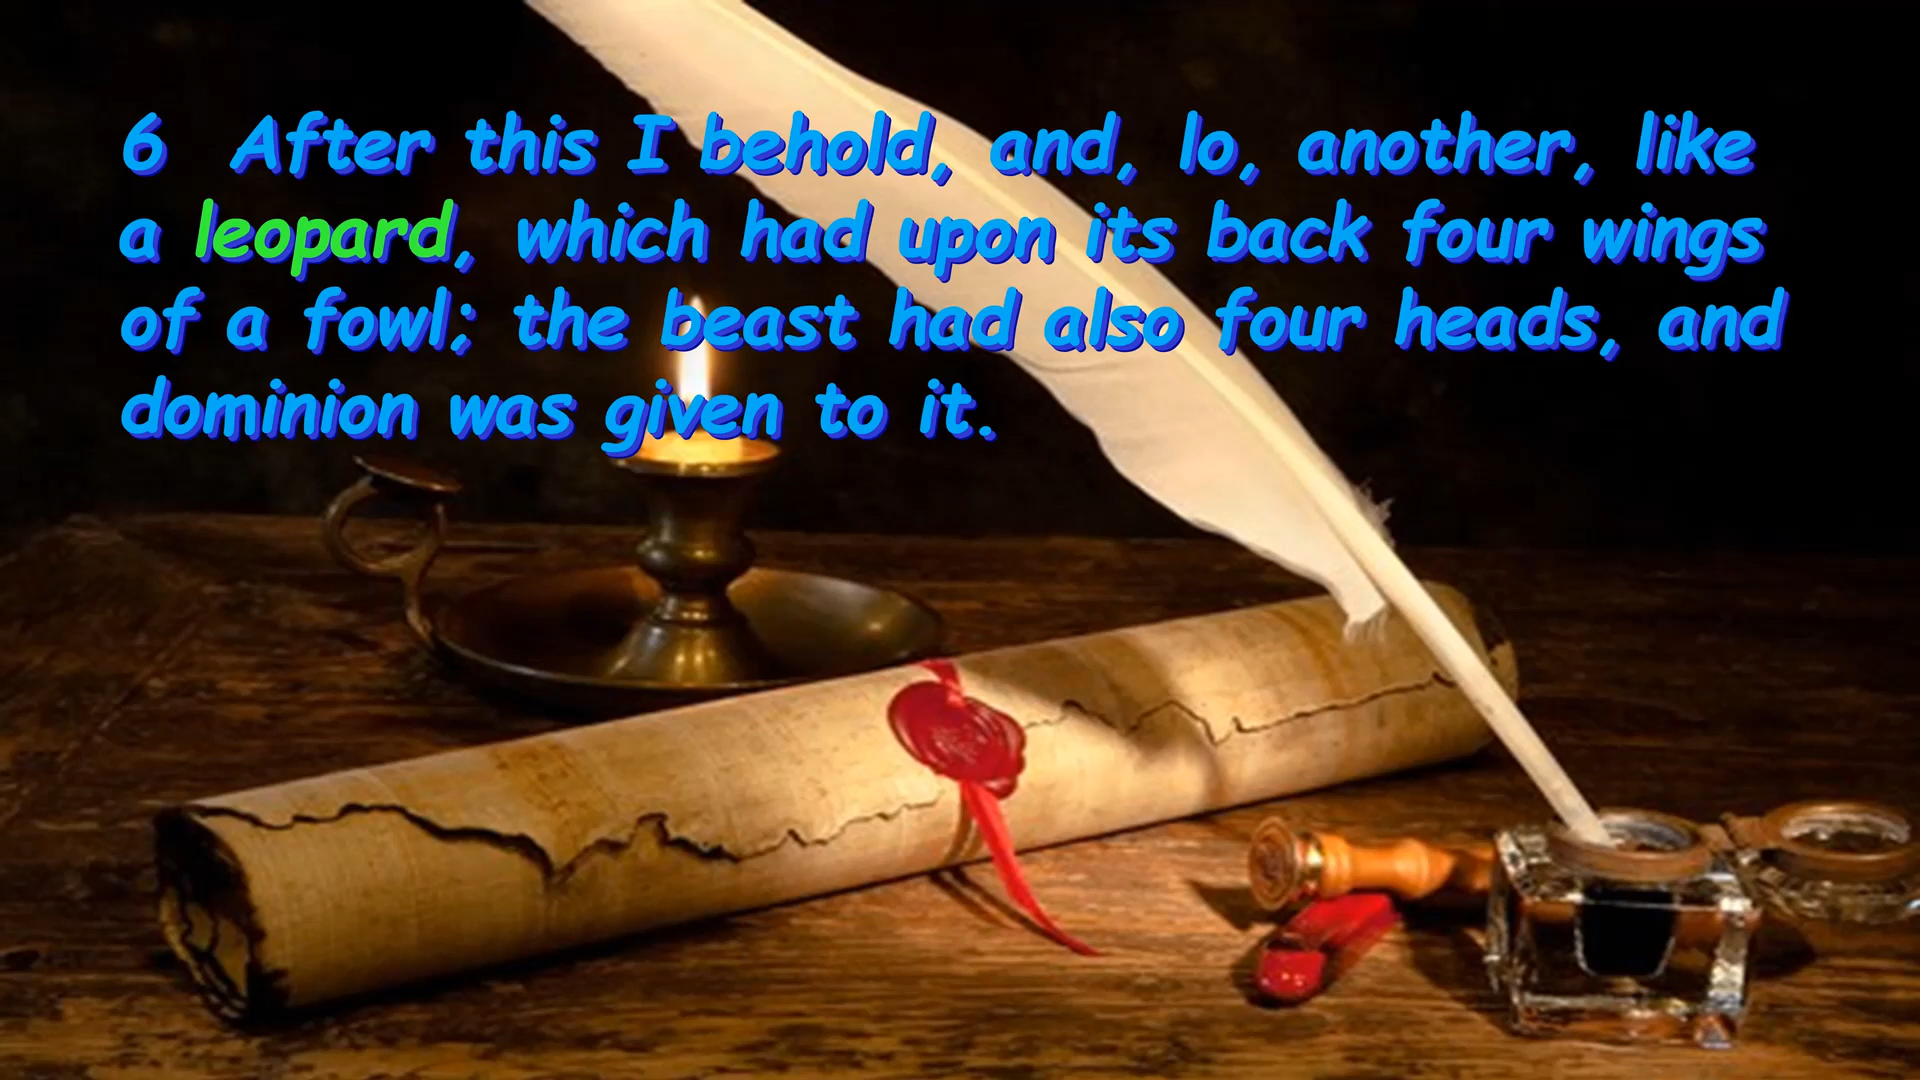 6 After this I behold, and, lo, another, like
a leopard, which had upon its back four wings
of a fowl; the beast had also four heads, and
dominion was given to it.